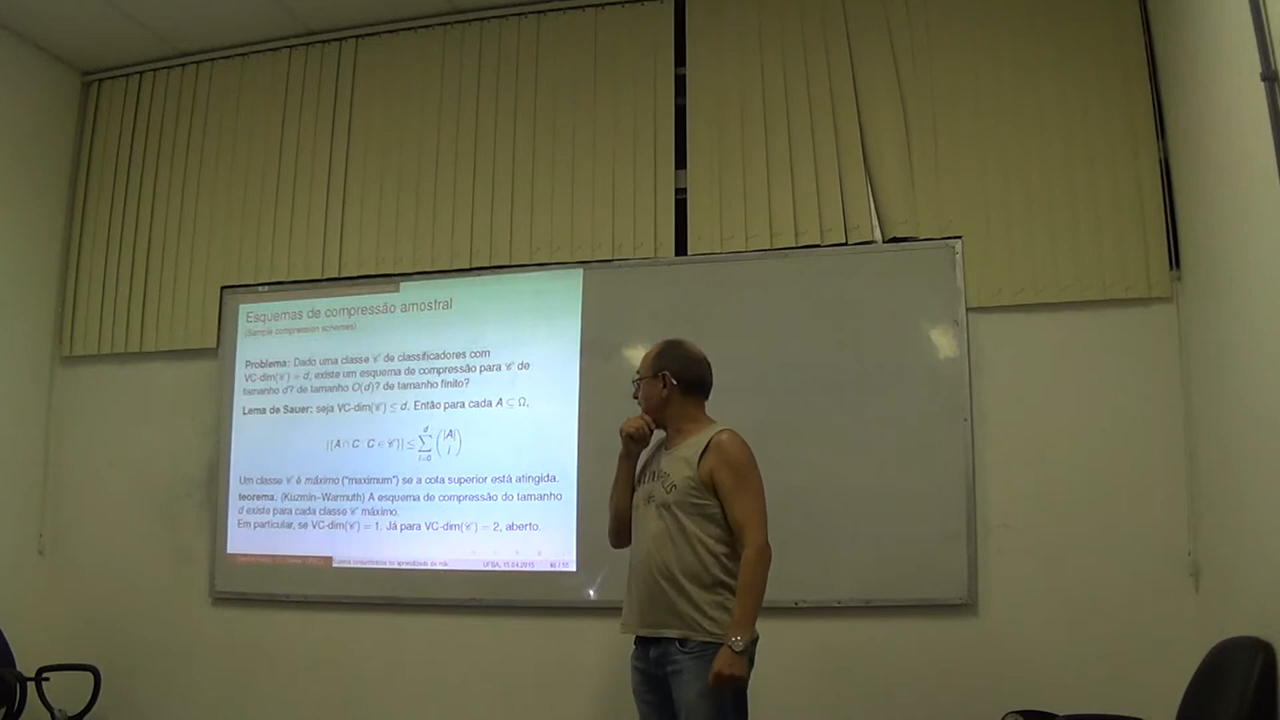 Esquemas de compressão amostral
(Sample compression schemes)
Problema: Dado uma classe 𝒞 de classificadores com
VC-dim(𝒞) = d, existe um esquema de compressão para 𝒞 de
tamanho d? de tamanho O(d)? de tamanho finito?
Lema de Sauer: seja VC-dim(𝒞) ≤ d. Então para cada A ⊆ Ω,
|{A ∩ C : C ∈ 𝒞}| ≤ ∑_{i=0}^{d} (|A| i)
Um classe 𝒞 é máximo ("maximum") se a cota superior está atingida.
teorema. (Kuzmin–Warmuth) A esquema de compressão do tamanho
d existe para cada classe 𝒞 máximo.
Em particular, se VC-dim(𝒞) = 1. Já para VC-dim(𝒞) = 2, aberto.
UFBA, 15.04.2015